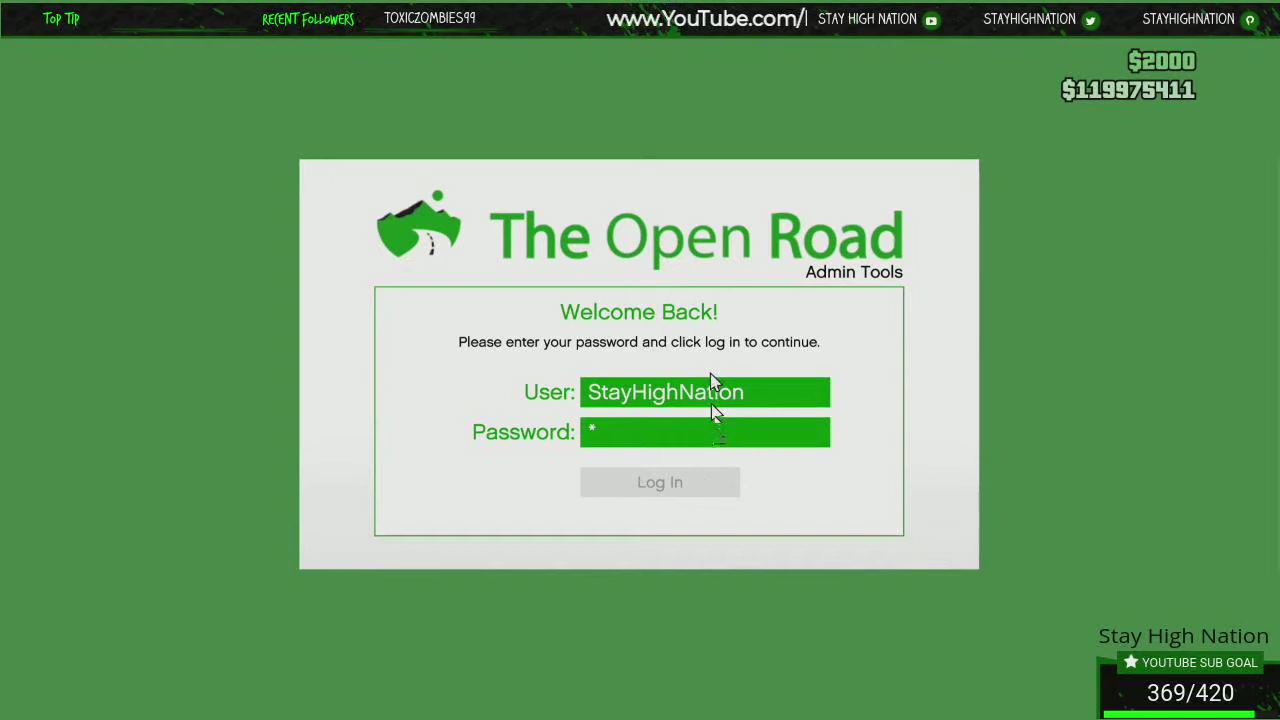 TOP TIP RECENT FOLLOWERS TOXICZOMBIES99 www.YouTube.com/ STAY HIGH NATION STAYHIGHNATION STAYHIGHNATION
$2000
$119975411
The Open Road
Admin Tools
Welcome Back!
Please enter your password and click log in to continue.
User: StayHighNation
Password: *
Log In
Stay High Nation
YOUTUBE SUB GOAL
369/420